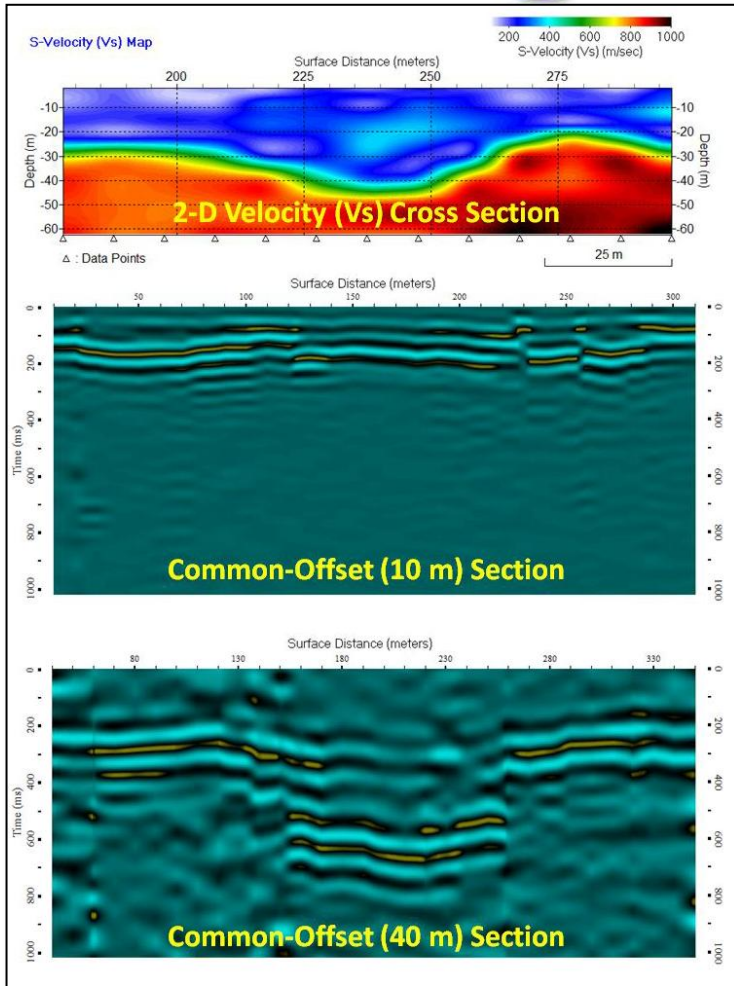 200 400 600 800 1000
S-Velocity (Vs) Map
S-Velocity (Vs) (m/sec)
Surface Distance (meters)
200 225 250 275
-10 -10
-20 -20
-30 -30
-40 -40
-50 -50
-60 -60
Depth (m) Depth (m)
2-D Velocity (Vs) Cross Section
△ : Data Points
25 m
Surface Distance (meters)
50 100 150 200 250 300
0 0
200 200
400 400
600 600
800 800
1000 1000
Time (ms)
Common-Offset (10 m) Section
Surface Distance (meters)
80 130 180 230 280 330
0 0
200 200
400 400
600 600
800 800
1000 1000
Time (ms)
Common-Offset (40 m) Section